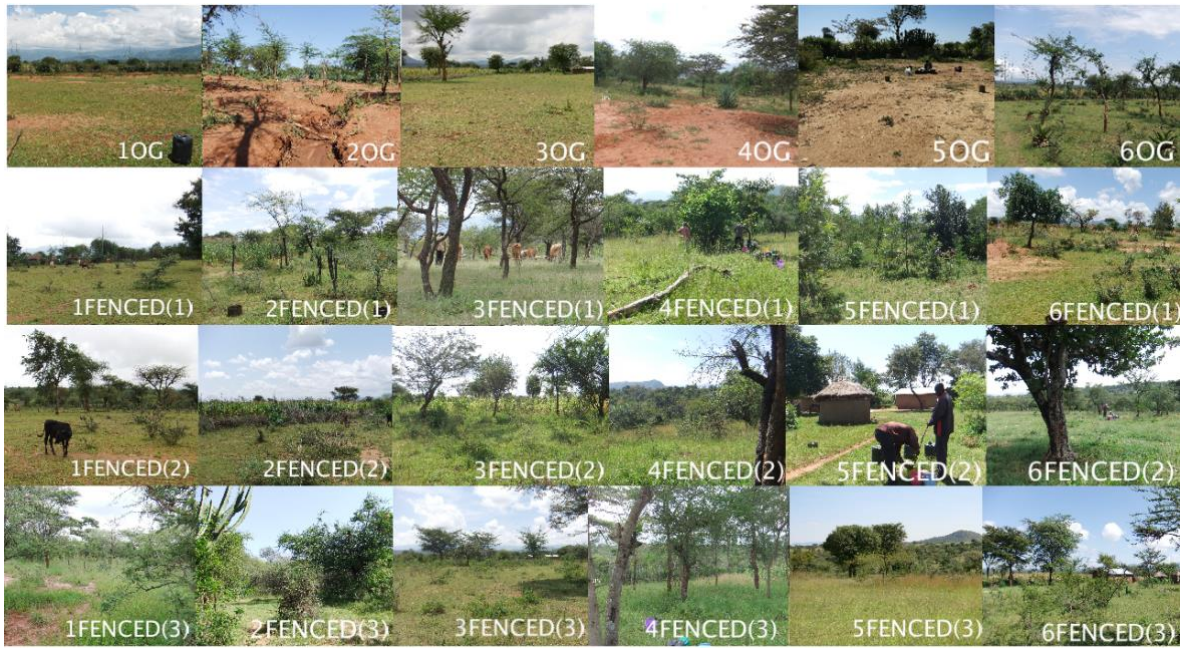 1OG 2OG 3OG 4OG 5OG 6OG
1FENCED(1) 2FENCED(1) 3FENCED(1) 4FENCED(1) 5FENCED(1) 6FENCED(1)
1FENCED(2) 2FENCED(2) 3FENCED(2) 4FENCED(2) 5FENCED(2) 6FENCED(2)
1FENCED(3) 2FENCED(3) 3FENCED(3) 4FENCED(3) 5FENCED(3) 6FENCED(3)